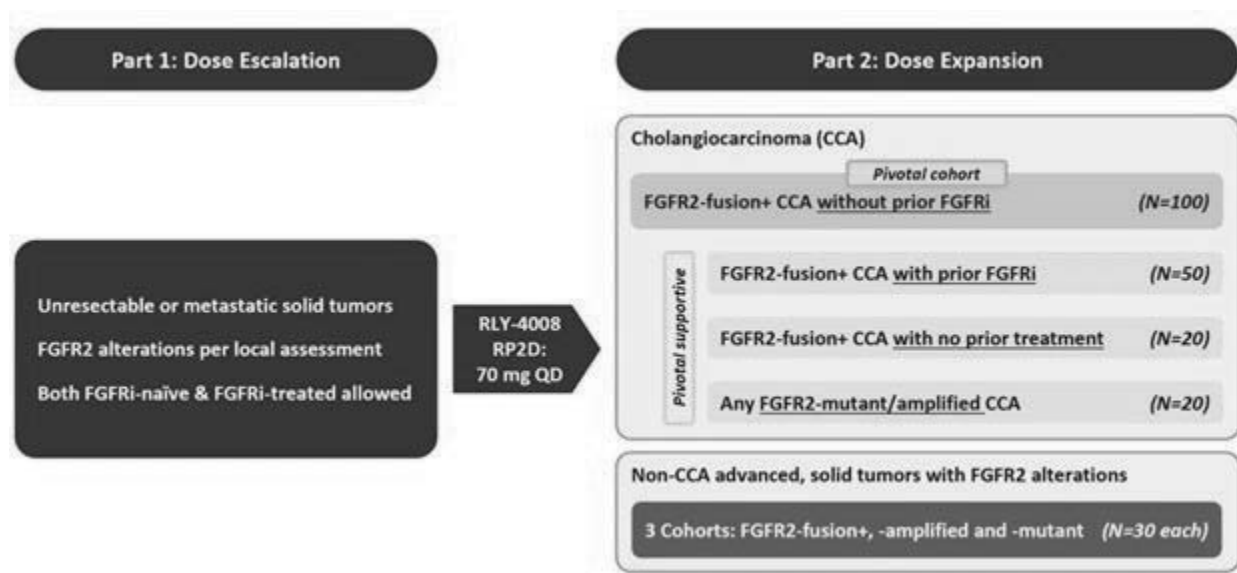 Part 1: Dose Escalation
Part 2: Dose Expansion
Unresectable or metastatic solid tumors
FGFR2 alterations per local assessment
Both FGFRi-naïve & FGFRi-treated allowed
RLY-4008
RP2D:
70 mg QD
Cholangiocarcinoma (CCA)
Pivotal cohort
FGFR2-fusion+ CCA without prior FGFRi (N=100)
Pivotal supportive
FGFR2-fusion+ CCA with prior FGFRi (N=50)
FGFR2-fusion+ CCA with no prior treatment (N=20)
Any FGFR2-mutant/amplified CCA (N=20)
Non-CCA advanced, solid tumors with FGFR2 alterations
3 Cohorts: FGFR2-fusion+, -amplified and -mutant (N=30 each)